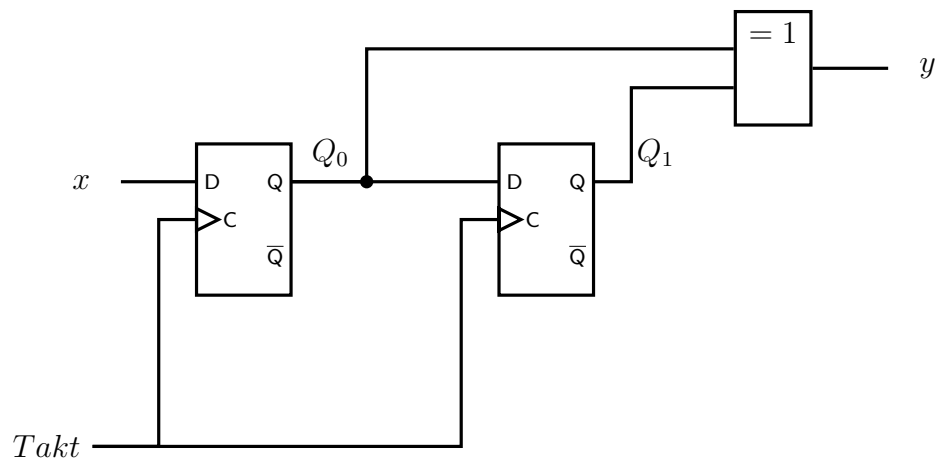 = 1
y
Q₀
Q₁
x
D
Q
D
Q
C
C
Q̅
Q̅
Takt